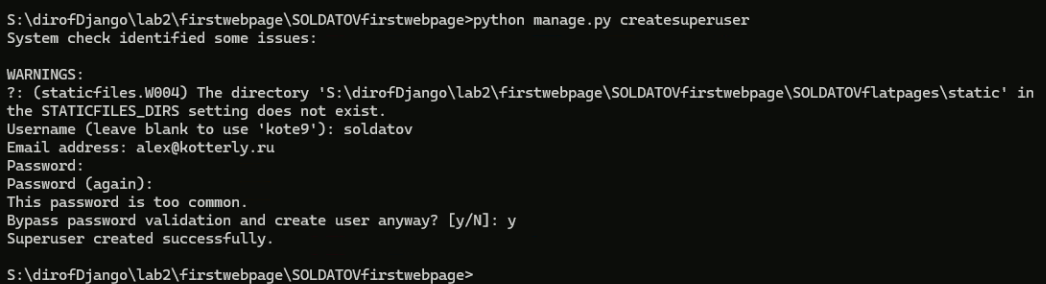 S:\dirofDjango\lab2\firstwebpage\SOLDATOVfirstwebpage>python manage.py createsuperuser
System check identified some issues:
WARNINGS:
?: (staticfiles.W004) The directory 'S:\dirofDjango\lab2\firstwebpage\SOLDATOVfirstwebpage\SOLDATOVflatpages\static' in
the STATICFILES_DIRS setting does not exist.
Username (leave blank to use 'kote9'): soldatov
Email address: alex@kotterly.ru
Password:
Password (again):
This password is too common.
Bypass password validation and create user anyway? [y/N]: y
Superuser created successfully.
S:\dirofDjango\lab2\firstwebpage\SOLDATOVfirstwebpage>